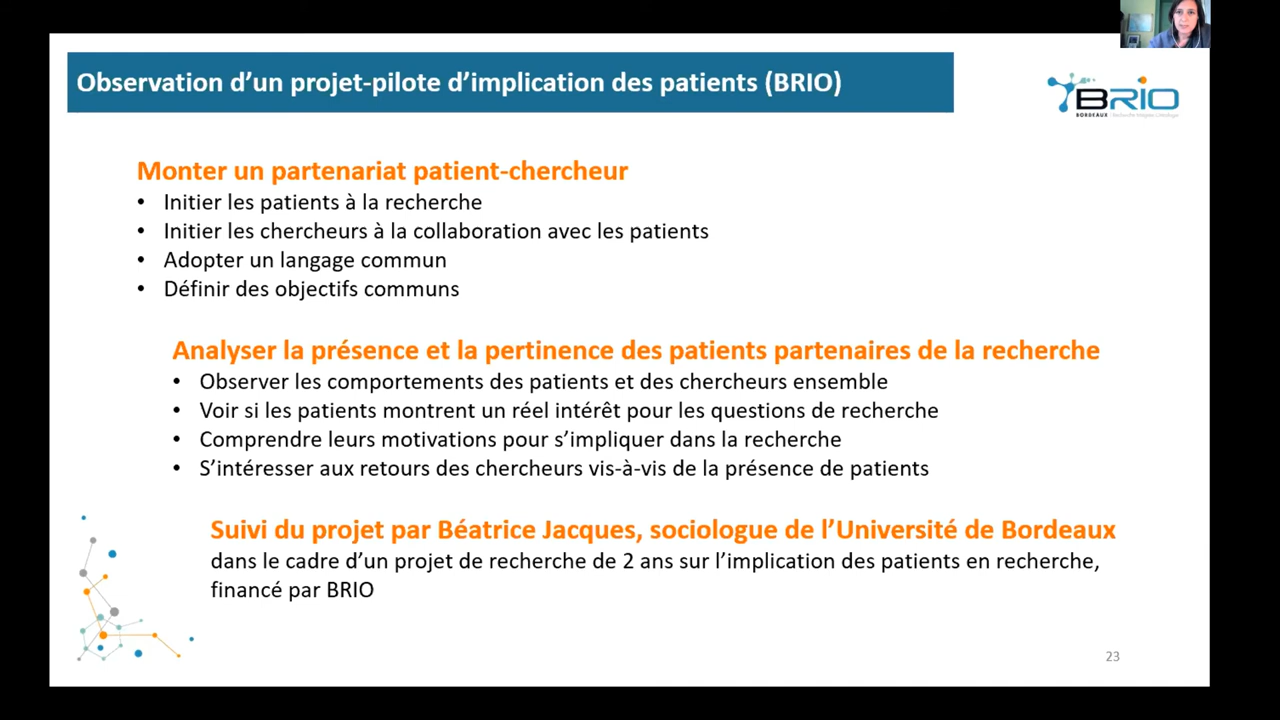 Observation d’un projet-pilote d’implication des patients (BRIO)
BRIO
BORDEAUX Recherche Intégrée Oncologie
Monter un partenariat patient-chercheur
• Initier les patients à la recherche
• Initier les chercheurs à la collaboration avec les patients
• Adopter un langage commun
• Définir des objectifs communs
Analyser la présence et la pertinence des patients partenaires de la recherche
• Observer les comportements des patients et des chercheurs ensemble
• Voir si les patients montrent un réel intérêt pour les questions de recherche
• Comprendre leurs motivations pour s’impliquer dans la recherche
• S’intéresser aux retours des chercheurs vis-à-vis de la présence de patients
Suivi du projet par Béatrice Jacques, sociologue de l’Université de Bordeaux
dans le cadre d’un projet de recherche de 2 ans sur l’implication des patients en recherche,
financé par BRIO
23